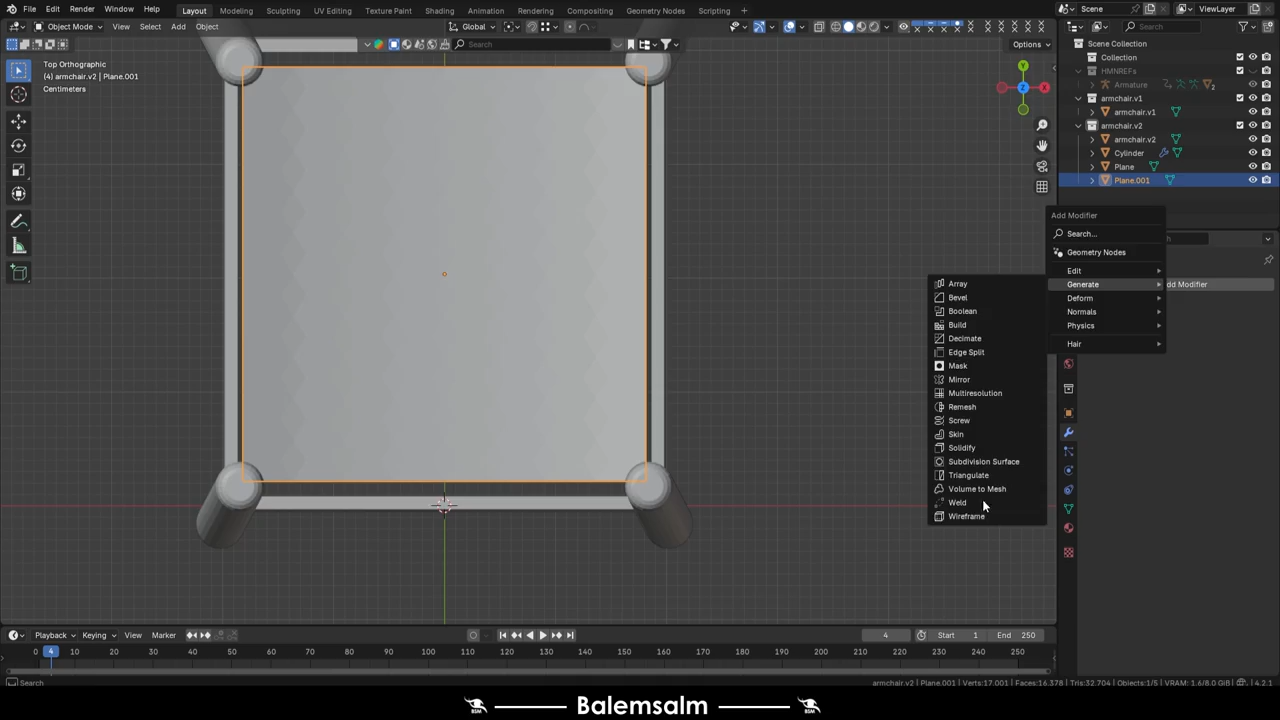 File Edit Render Window Help Layout Modeling Sculpting UV Editing Texture Paint Shading Animation Rendering Compositing Geometry Nodes Scripting + Scene ViewLayer
Object Mode View Select Add Object Global Search
Search Options
Top Orthographic
(4) armchair.v2 | Plane.001
Centimeters
Y
Z
X
Scene Collection
Collection
HMNREFs
Armature 2
armchair.v1
armchair.v1
armchair.v2
armchair.v2
Cylinder
Plane
Plane.001
Add Modifier
Search...
Geometry Nodes
Edit
Generate
Deform
Normals
Physics
Hair
dd Modifier
Array
Bevel
Boolean
Build
Decimate
Edge Split
Mask
Mirror
Multiresolution
Remesh
Screw
Skin
Solidify
Subdivision Surface
Triangulate
Volume to Mesh
Weld
Wireframe
Playback Keying View Marker 4 Start 1 End 250
0 4 10 20 30 40 50 60 70 80 90 100 110 120 130 140 150 160 170 180 190 200 210 220 230 240 250
Search armchair.v2 | Plane.001 | Verts:17.001 | Faces:16.378 | Tris:32.704 | Objects:1/5 | VRAM: 1.6/8.0 GiB | 4.2.1
BSM Balemsalm BSM